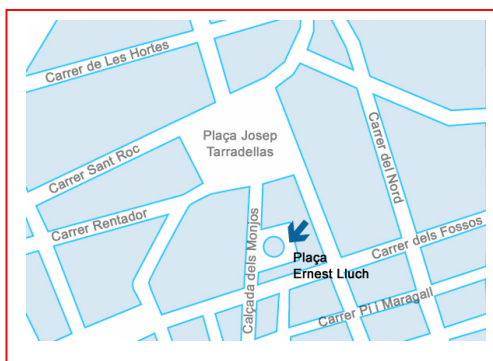 Carrer de Les Hortes
Plaça Josep
Tarradellas
Carrer Sant Roc
Carrer del Nord
Carrer Rentador
Calçada dels Monjos
Carrer dels Fossos
Plaça
Ernest Lluch
Carrer Pi i Maragall